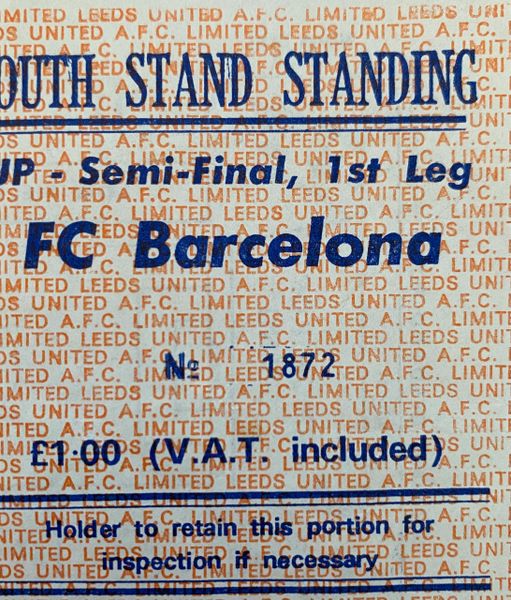 OUTH STAND STANDING
UP - Semi-Final, 1st Leg
FC Barcelona
Nº 1872
£1·00 (V.A.T. included)
Holder to retain this portion for
inspection if necessary